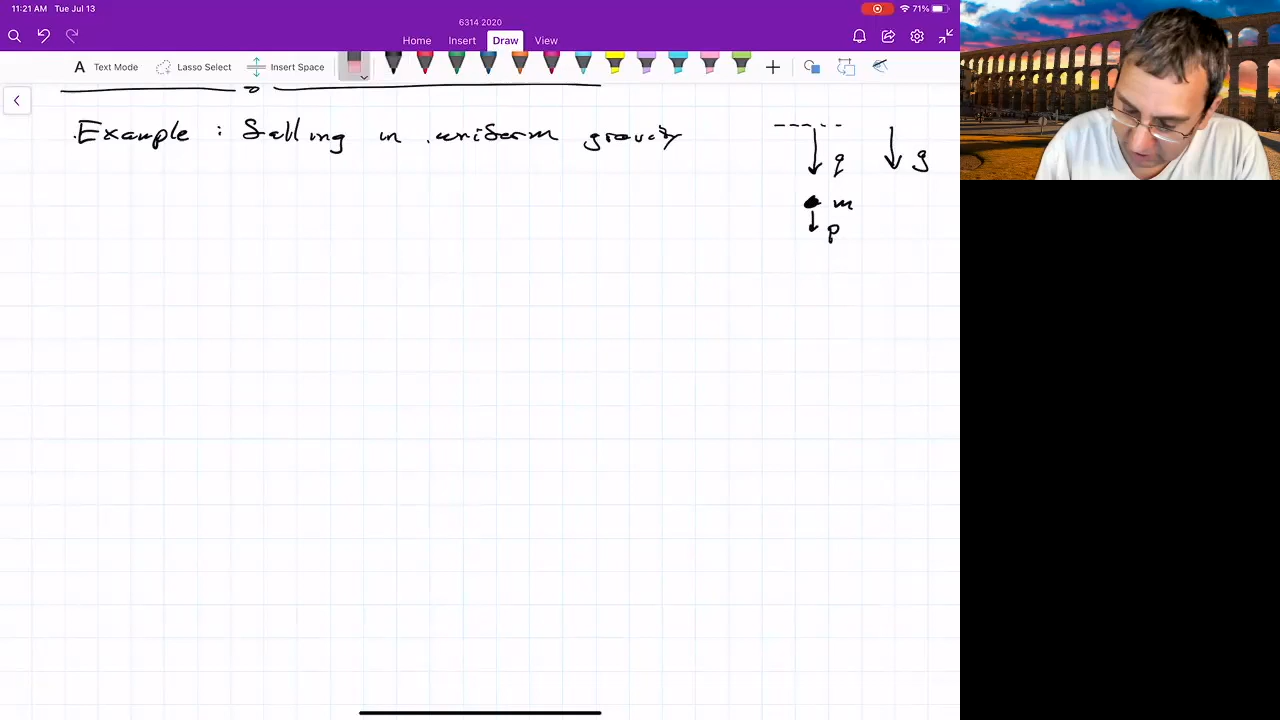 11:21 AM Tue Jul 13
71%
6314 2020
Home Insert Draw View
A Text Mode Lasso Select Insert Space
Example : Falling in uniform gravity
q
g
m
p